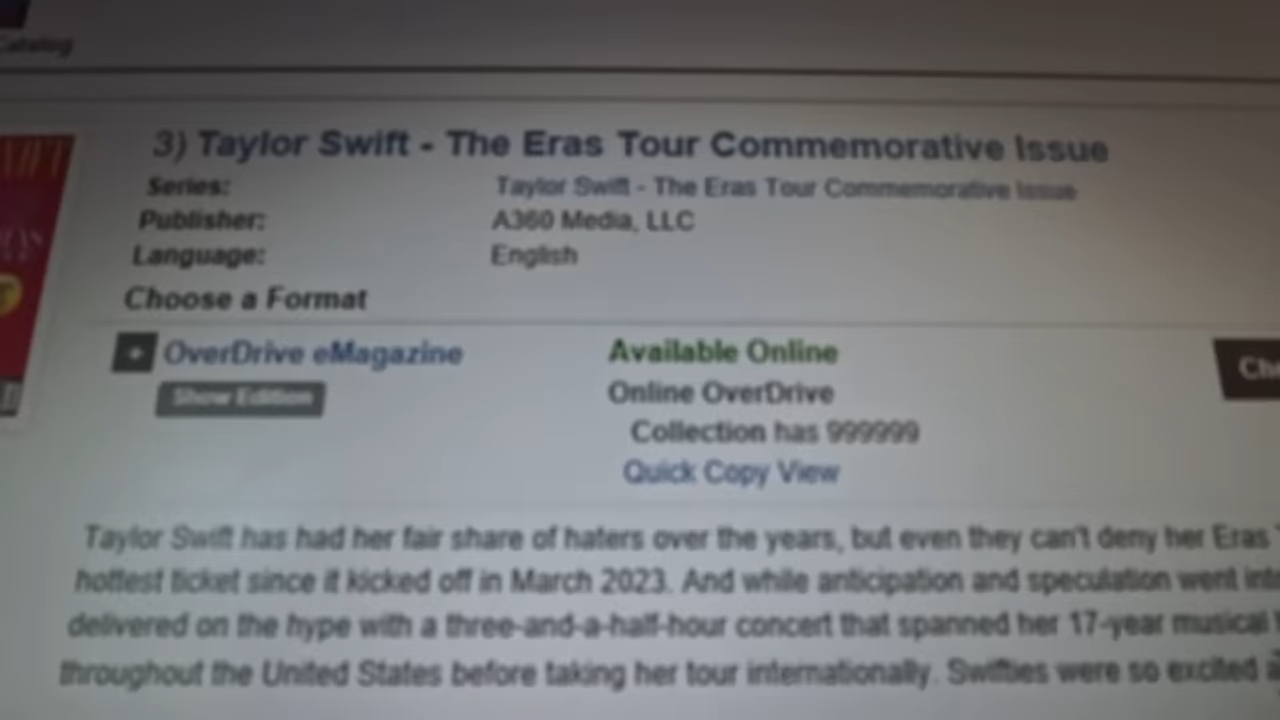 Catalog
3) Taylor Swift - The Eras Tour Commemorative Issue
Series: Taylor Swift - The Eras Tour Commemorative Issue
Publisher: A360 Media, LLC
Language: English
Choose a Format
+ OverDrive eMagazine Available Online
Show Edition Online OverDrive
Collection has 999999
Quick Copy View
Taylor Swift has had her fair share of haters over the years, but even they can't deny her Eras
hottest ticket since it kicked off in March 2023. And while anticipation and speculation went
delivered on the hype with a three-and-a-half-hour concert that spanned her 17-year musical
throughout the United States before taking her tour internationally. Swifties were so excited